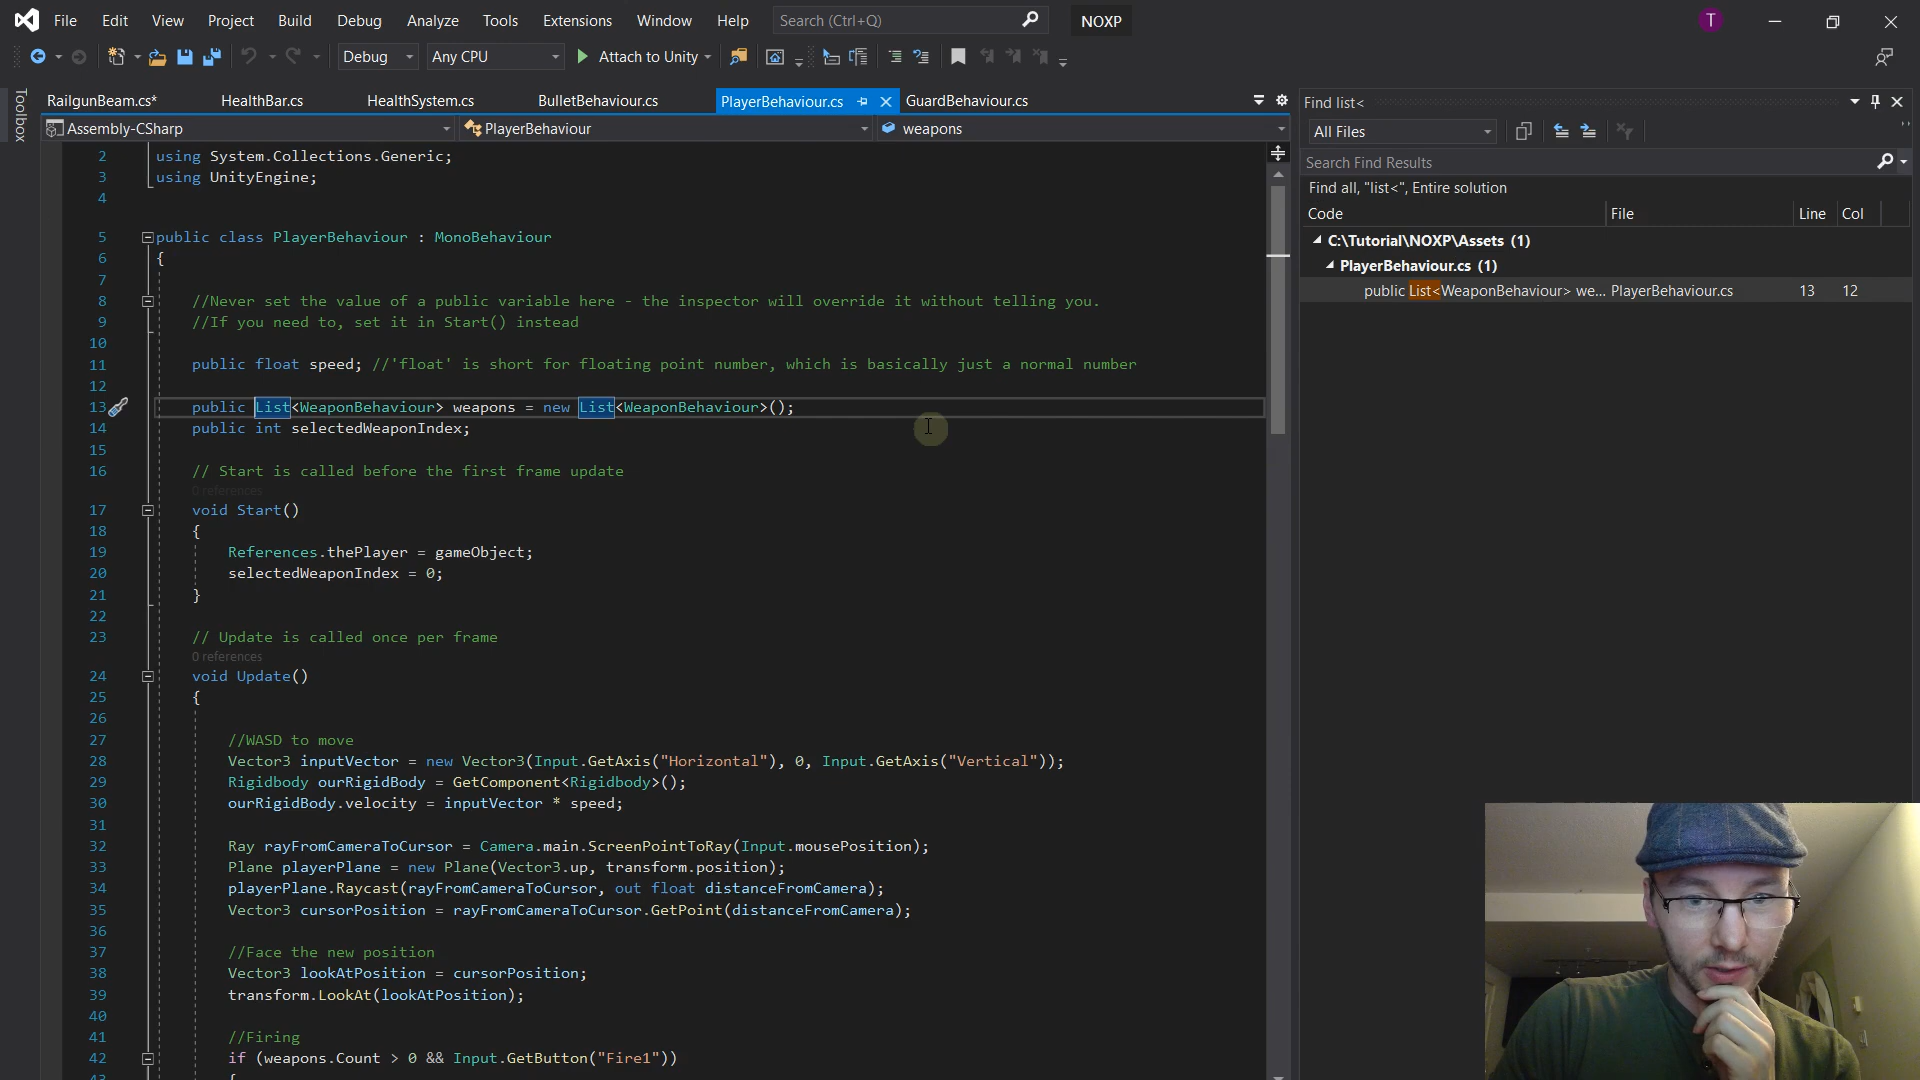 File Edit View Project Build Debug Analyze Tools Extensions Window Help Search (Ctrl+Q) NOXP T
Debug Any CPU Attach to Unity
Toolbox
RailgunBeam.cs* HealthBar.cs HealthSystem.cs BulletBehaviour.cs PlayerBehaviour.cs GuardBehaviour.cs
Assembly-CSharp PlayerBehaviour weapons
2 using System.Collections.Generic;
3 using UnityEngine;
4
5 public class PlayerBehaviour : MonoBehaviour
6 {
7
8 //Never set the value of a public variable here - the inspector will override it without telling you.
9 //If you need to, set it in Start() instead
10
11 public float speed; //'float' is short for floating point number, which is basically just a normal number
12
13 public List<WeaponBehaviour> weapons = new List<WeaponBehaviour>();
14 public int selectedWeaponIndex;
15
16 // Start is called before the first frame update
0 references
17 void Start()
18 {
19 References.thePlayer = gameObject;
20 selectedWeaponIndex = 0;
21 }
22
23 // Update is called once per frame
0 references
24 void Update()
25 {
26
27 //WASD to move
28 Vector3 inputVector = new Vector3(Input.GetAxis("Horizontal"), 0, Input.GetAxis("Vertical"));
29 Rigidbody ourRigidBody = GetComponent<Rigidbody>();
30 ourRigidBody.velocity = inputVector * speed;
31
32 Ray rayFromCameraToCursor = Camera.main.ScreenPointToRay(Input.mousePosition);
33 Plane playerPlane = new Plane(Vector3.up, transform.position);
34 playerPlane.Raycast(rayFromCameraToCursor, out float distanceFromCamera);
35 Vector3 cursorPosition = rayFromCameraToCursor.GetPoint(distanceFromCamera);
36
37 //Face the new position
38 Vector3 lookAtPosition = cursorPosition;
39 transform.LookAt(lookAtPosition);
40
41 //Firing
42 if (weapons.Count > 0 && Input.GetButton("Fire1"))
43 {
Find list<
All Files
Search Find Results
Find all, "list<", Entire solution
Code File Line Col
C:\Tutorial\NOXP\Assets (1)
PlayerBehaviour.cs (1)
public List<WeaponBehaviour> we... PlayerBehaviour.cs 13 12